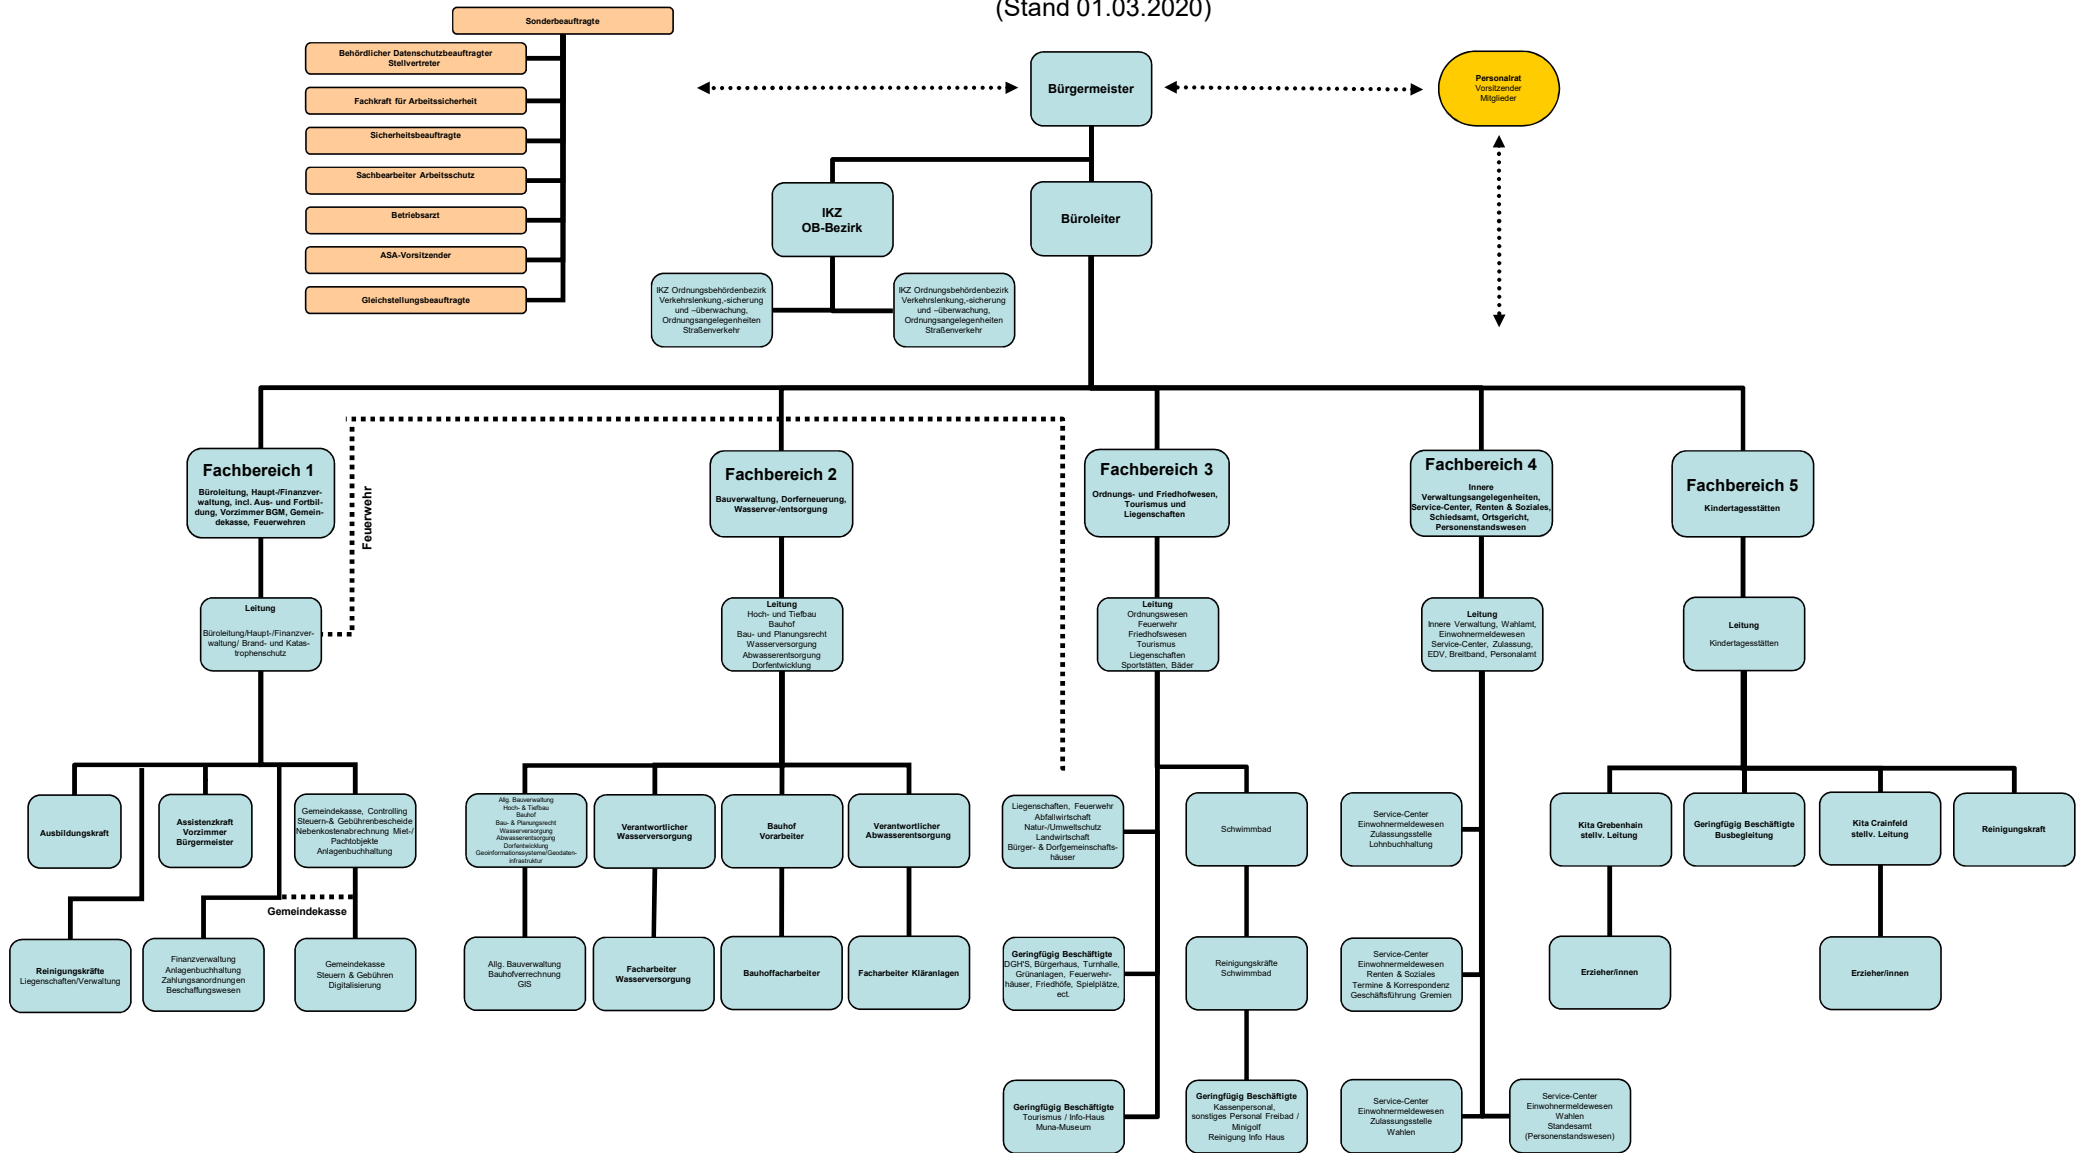 (Stand 01.03.2020)
Sonderbeauftragte
Behördlicher Datenschutzbeauftragter
Stellvertreter
Fachkraft für Arbeitssicherheit
Sicherheitsbeauftragte
Sachbearbeiter Arbeitsschutz
Betriebsarzt
ASA-Vorsitzender
Gleichstellungsbeauftragte
Bürgermeister
Personalrat
Vorsitzender
Mitglieder
IKZ
OB-Bezirk
Büroleiter
IKZ Ordnungsbehördenbezirk
Verkehrslenkung,-sicherung
und –überwachung,
Ordnungsangelegenheiten
Straßenverkehr
IKZ Ordnungsbehördenbezirk
Verkehrslenkung,-sicherung
und –überwachung,
Ordnungsangelegenheiten
Straßenverkehr
Fachbereich 1
Büroleitung, Haupt-/Finanzver-
waltung, incl. Aus- und Fortbil-
dung, Vorzimmer BGM, Gemein-
dekasse, Feuerwehren
Feuerwehr
Fachbereich 2
Bauverwaltung, Dorferneuerung,
Wasserver-/entsorgung
Fachbereich 3
Ordnungs- und Friedhofwesen,
Tourismus und
Liegenschaften
Fachbereich 4
Innere
Verwaltungsangelegenheiten,
Service-Center, Renten & Soziales,
Schiedsamt, Ortsgericht,
Personenstandswesen
Fachbereich 5
Kindertagesstätten
Leitung
Büroleitung/Haupt-/Finanzver-
waltung/ Brand- und Katas-
trophenschutz
Leitung
Hoch- und Tiefbau
Bauhof
Bau- und Planungsrecht
Wasserversorgung
Abwasserentsorgung
Dorfentwicklung
Leitung
Ordnungswesen
Feuerwehr
Friedhofswesen
Tourismus
Liegenschaften
Sportstätten, Bäder
Leitung
Innere Verwaltung, Wahlamt,
Einwohnermeldewesen
Service-Center, Zulassung,
EDV, Breitband, Personalamt
Leitung
Kindertagesstätten
Ausbildungskraft
Assistenzkraft
Vorzimmer
Bürgermeister
Gemeindekasse, Controlling
Steuern-& Gebührenbescheide
Nebenkostenabrechnung Miet-/
Pachtobjekte
Anlagenbuchhaltung
Allg. Bauverwaltung
Hoch- & Tiefbau
Bauhof
Bau- & Planungsrecht
Wasserversorgung
Abwasserentsorgung
Dorfentwicklung
Geoinformationssysteme/Geodaten-
infrastruktur
Verantwortlicher
Wasserversorgung
Bauhof
Vorarbeiter
Verantwortlicher
Abwasserentsorgung
Liegenschaften, Feuerwehr
Abfallwirtschaft
Natur-/Umweltschutz
Landwirtschaft
Bürger- & Dorfgemeinschafts-
häuser
Schwimmbad
Service-Center
Einwohnermeldewesen
Zulassungsstelle
Lohnbuchhaltung
Kita Grebenhain
stellv. Leitung
Geringfügig Beschäftigte
Busbegleitung
Kita Crainfeld
stellv. Leitung
Reinigungskraft
Gemeindekasse
Reinigungskräfte
Liegenschaften/Verwaltung
Finanzverwaltung
Anlagenbuchhaltung
Zahlungsanordnungen
Beschaffungswesen
Gemeindekasse
Steuern & Gebühren
Digitalisierung
Allg. Bauverwaltung
Bauhofverrechnung
GIS
Facharbeiter
Wasserversorgung
Bauhoffacharbeiter
Facharbeiter Kläranlagen
Geringfügig Beschäftigte
DGH'S, Bürgerhaus, Turnhalle,
Grünanlagen, Feuerwehr-
häuser, Friedhöfe, Spielplätze,
ect.
Reinigungskräfte
Schwimmbad
Service-Center
Einwohnermeldewesen
Renten & Soziales
Termine & Korrespondenz
Geschäftsführung Gremien
Erzieher/innen
Erzieher/innen
Geringfügig Beschäftigte
Tourismus / Info-Haus
Muna-Museum
Geringfügig Beschäftigte
Kassenpersonal,
sonstiges Personal Freibad /
Minigolf
Reinigung Info Haus
Service-Center
Einwohnermeldewesen
Zulassungsstelle
Wahlen
Service-Center
Einwohnermeldewesen
Wahlen
Standesamt
(Personenstandswesen)